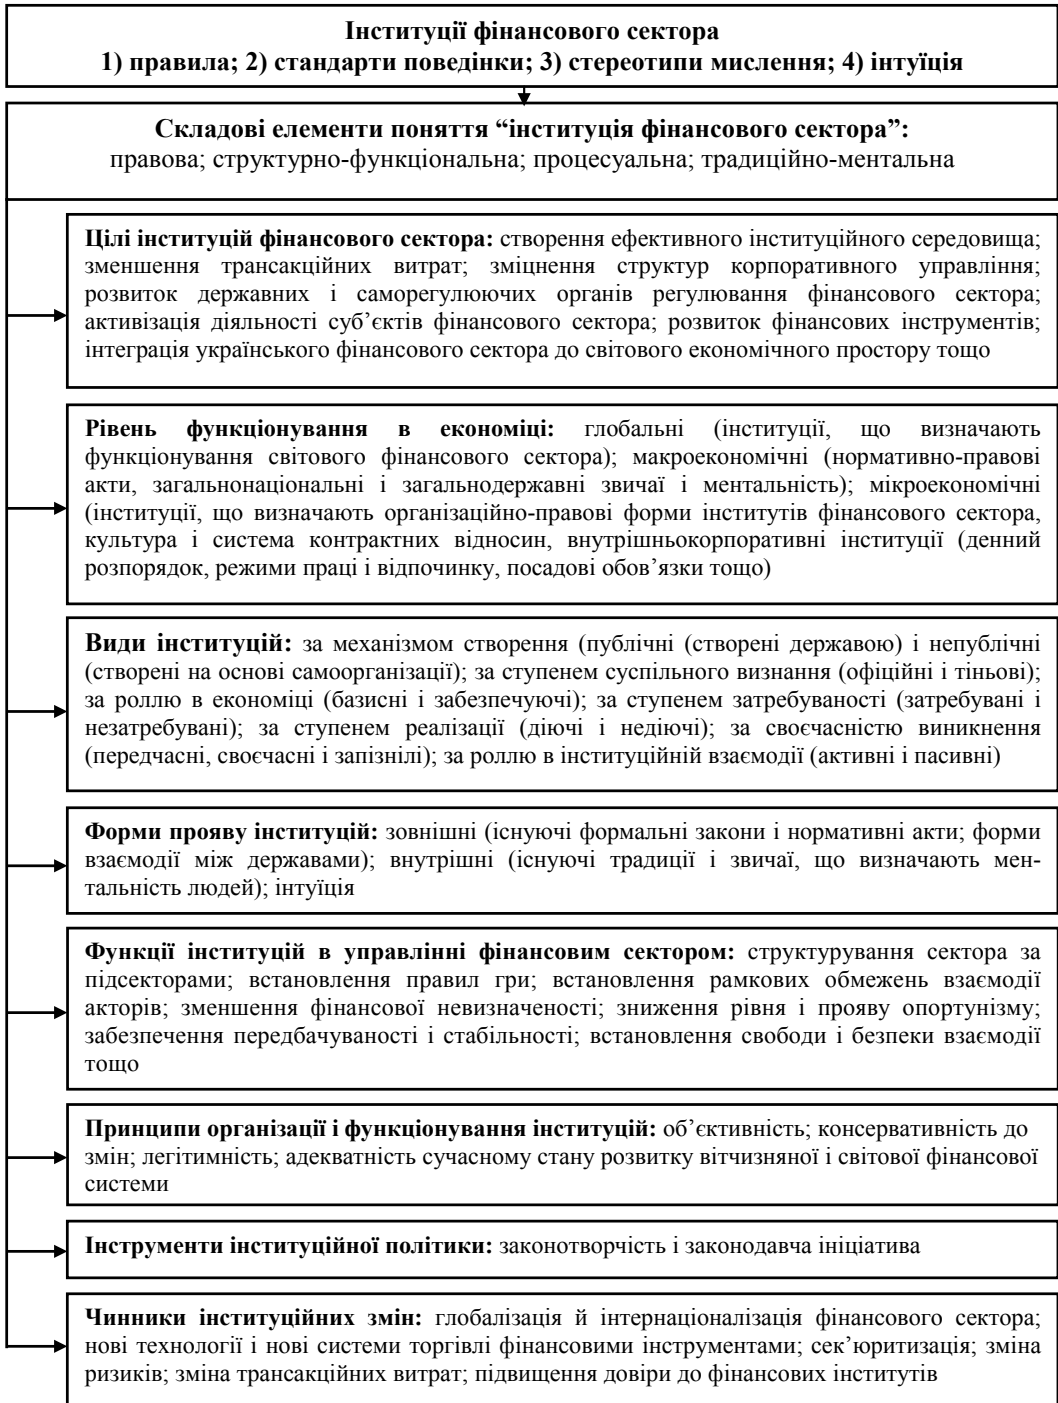 Інституції фінансового сектора
1) правила; 2) стандарти поведінки; 3) стереотипи мислення; 4) інтуїція
Складові елементи поняття “інституція фінансового сектора”:
правова; структурно-функціональна; процесуальна; традиційно-ментальна
Цілі інституцій фінансового сектора: створення ефективного інституційного середовища;
зменшення трансакційних витрат; зміцнення структур корпоративного управління;
розвиток державних і саморегулюючих органів регулювання фінансового сектора;
активізація діяльності суб’єктів фінансового сектора; розвиток фінансових інструментів;
інтеграція українського фінансового сектора до світового економічного простору тощо
Рівень функціонування в економіці: глобальні (інституції, що визначають
функціонування світового фінансового сектора); макроекономічні (нормативно-правові
акти, загальнонаціональні і загальнодержавні звичаї і ментальність); мікроекономічні
(інституції, що визначають організаційно-правові форми інститутів фінансового сектора,
культура і система контрактних відносин, внутрішньокорпоративні інституції (денний
розпорядок, режими праці і відпочинку, посадові обов’язки тощо)
Види інституцій: за механізмом створення (публічні (створені державою) і непублічні
(створені на основі самоорганізації); за ступенем суспільного визнання (офіційні і тіньові);
за роллю в економіці (базисні і забезпечуючі); за ступенем затребуваності (затребувані і
незатребувані); за ступенем реалізації (діючі і недіючі); за своєчасністю виникнення
(передчасні, своєчасні і запізнілі); за роллю в інституційній взаємодії (активні і пасивні)
Форми прояву інституцій: зовнішні (існуючі формальні закони і нормативні акти; форми
взаємодії між державами); внутрішні (існуючі традиції і звичаї, що визначають мен-
тальність людей); інтуїція
Функції інституцій в управлінні фінансовим сектором: структурування сектора за
підсекторами; встановлення правил гри; встановлення рамкових обмежень взаємодії
акторів; зменшення фінансової невизначеності; зниження рівня і прояву опортунізму;
забезпечення передбачуваності і стабільності; встановлення свободи і безпеки взаємодії
тощо
Принципи організації і функціонування інституцій: об’єктивність; консервативність до
змін; легітимність; адекватність сучасному стану розвитку вітчизняної і світової фінансової
системи
Інструменти інституційної політики: законотворчість і законодавча ініціатива
Чинники інституційних змін: глобалізація й інтернаціоналізація фінансового сектора;
нові технології і нові системи торгівлі фінансовими інструментами; сек’юритизація; зміна
ризиків; зміна трансакційних витрат; підвищення довіри до фінансових інститутів